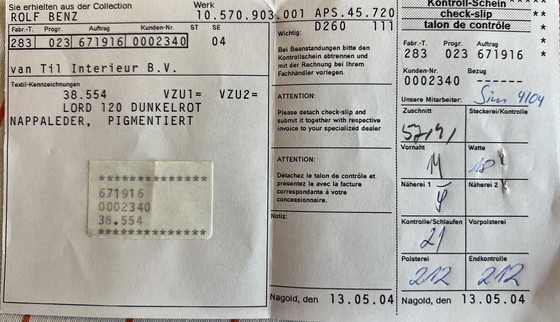 Sie erhielten aus der Collection
Werk
ROLF BENZ
10.570.903.001 APS.45.720
D260 111
Fabr.-T. Progr. Auftrag Kunden-Nr. ST SE
283 023 671916 0002340 04
van Til Interieur B.V.
Textil-Kennzeichnungen
38.554 VZU1= VZU2=
LORD 120 DUNKELROT
NAPPALEDER, PIGMENTIERT
********************
671916
0002340
38.554
********************
Wichtig:
Bei Beanstandungen bitte den
Kontrollschein abtrennen und
mit der Rechnung bei Ihrem
Fachhändler vorlegen.
ATTENTION:
Please detach check-slip and
submit it together with respective
invoice to your specialized dealer
ATTENTION:
Détachez le talon de contrôle et
présentez le avec la facture
correspondante à votre
concessionnaire.
Notiz:
Nagold, den 13.05.04
Kontroll-Schein
check-slip
talon de contrôle
Fabr.-T. Progr. Auftrag
283 023 671916
Kunden-Nr. Bezug
0002340 ------
Unsere Mitarbeiter: 4104
Zuschnitt Steckerei/Kontrolle
Vornaht Watte
Näherei 1 Näherei 2
Kontrolle/Schlaufen Vorpolsterei
21
Polsterei Endkontrolle
212 212
Nagold, den 13.05.04